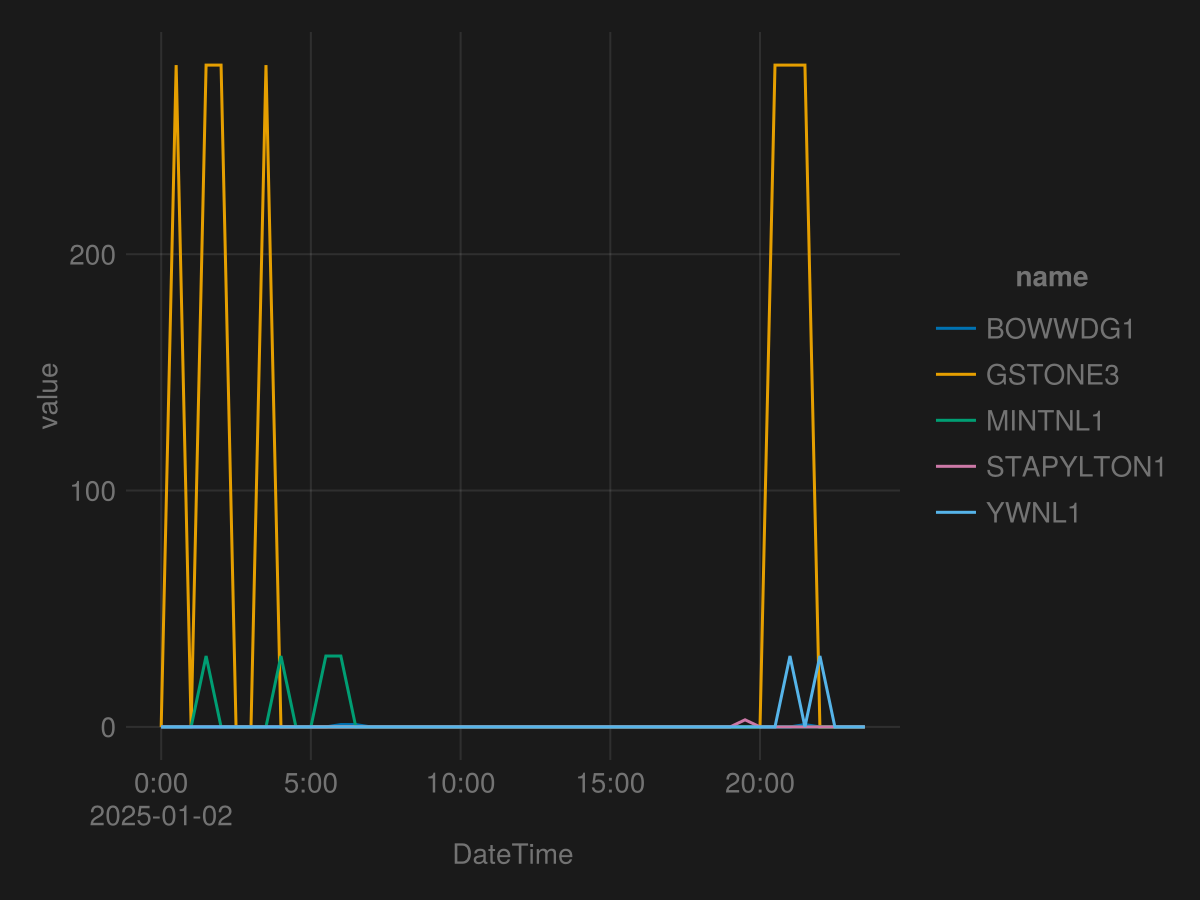 200
100
0
value
0:00
5:00
10:00
15:00
20:00
2025-01-02
DateTime
name
BOWWDG1
GSTONE3
MINTNL1
STAPYLTON1
YWNL1